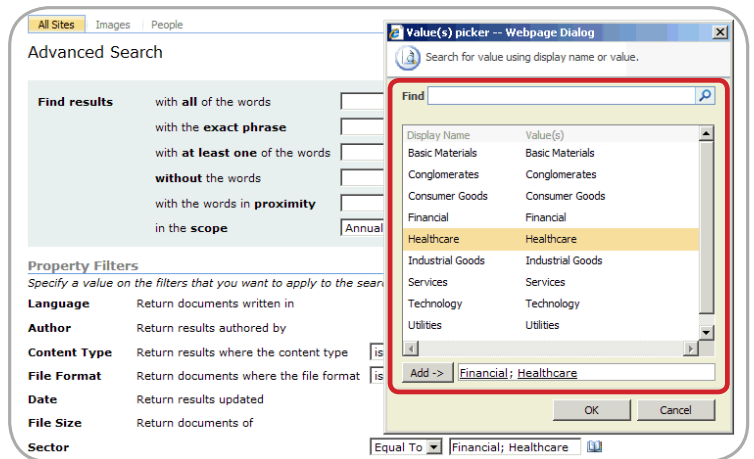 All Sites Images People
Advanced Search
Find results with all of the words
with the exact phrase
with at least one of the words
without the words
with the words in proximity
in the scope Annual
Property Filters
Specify a value on the filters that you want to apply to the sear
Language Return documents written in
Author Return results authored by
Content Type Return results where the content type is
File Format Return documents where the file format is
Date Return results updated
File Size Return documents of
Sector Equal To Financial; Healthcare
Value(s) picker -- Webpage Dialog
Search for value using display name or value.
Find
Display Name Value(s)
Basic Materials Basic Materials
Conglomerates Conglomerates
Consumer Goods Consumer Goods
Financial Financial
Healthcare Healthcare
Industrial Goods Industrial Goods
Services Services
Technology Technology
Utilities Utilities
Add -> Financial; Healthcare
OK Cancel